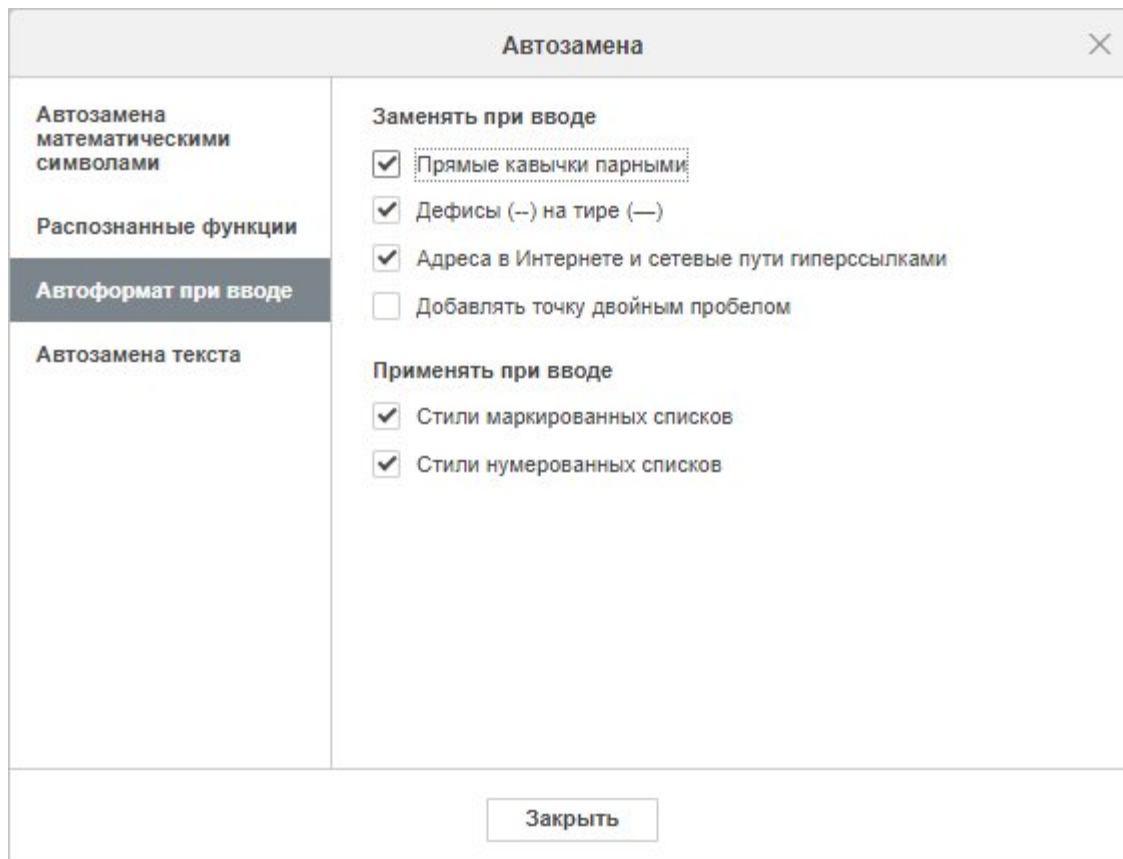 Автозамена
Автозамена
математическими
символами
Распознанные функции
Автоформат при вводе
Автозамена текста
Заменять при вводе
Прямые кавычки парными
Дефисы (--) на тире (—)
Адреса в Интернете и сетевые пути гиперссылками
Добавлять точку двойным пробелом
Применять при вводе
Стили маркированных списков
Стили нумерованных списков
Закрыть